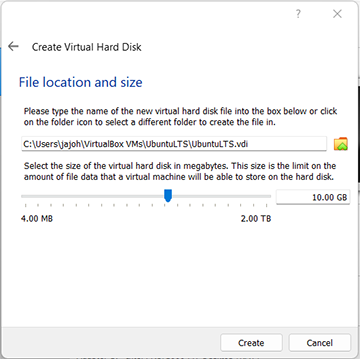 ?
Create Virtual Hard Disk
File location and size
Please type the name of the new virtual hard disk file into the box below or click
on the folder icon to select a different folder to create the file in.
C:\Users\jajoh\VirtualBox VMs\UbuntuLTS\UbuntuLTS.vdi
Select the size of the virtual hard disk in megabytes. This size is the limit on the
amount of file data that a virtual machine will be able to store on the hard disk.
10.00 GB
4.00 MB 2.00 TB
Create Cancel